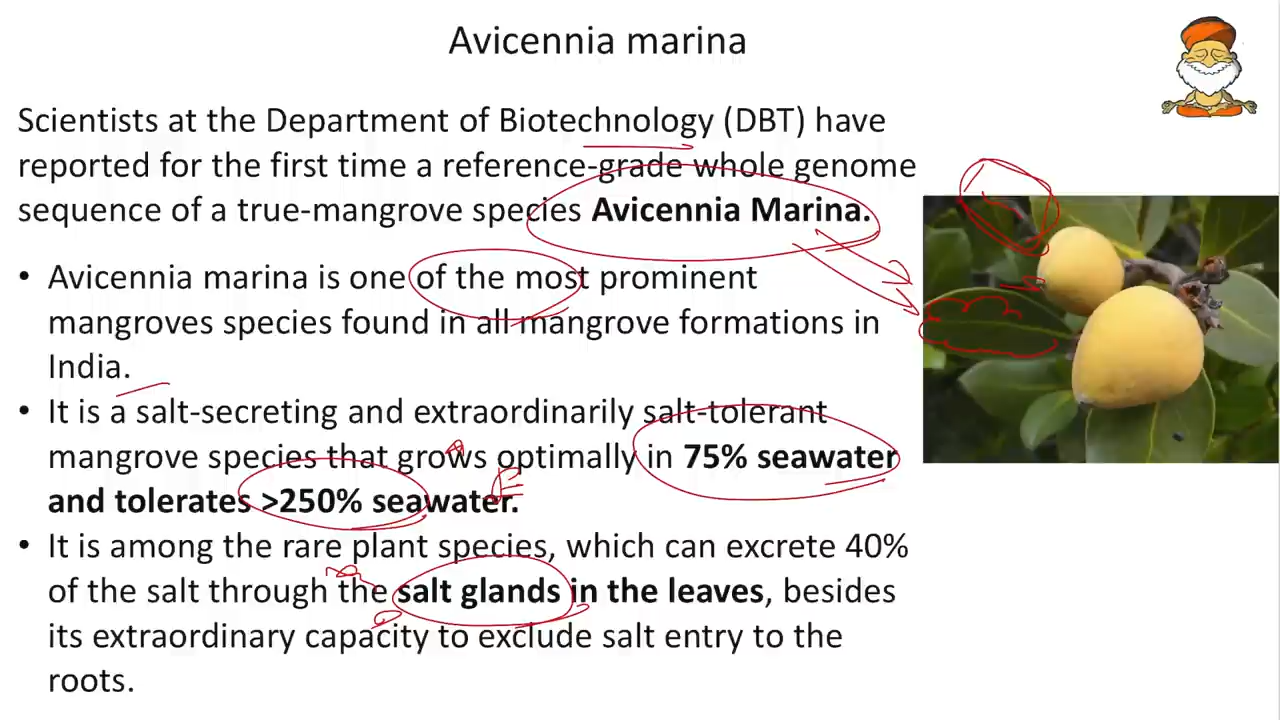 Avicennia marina
Scientists at the Department of Biotechnology (DBT) have
reported for the first time a reference-grade whole genome
sequence of a true-mangrove species Avicennia Marina.
• Avicennia marina is one of the most prominent
mangroves species found in all mangrove formations in
India.
• It is a salt-secreting and extraordinarily salt-tolerant
mangrove species that grows optimally in 75% seawater
and tolerates >250% seawater.
• It is among the rare plant species, which can excrete 40%
of the salt through the salt glands in the leaves, besides
its extraordinary capacity to exclude salt entry to the
roots.